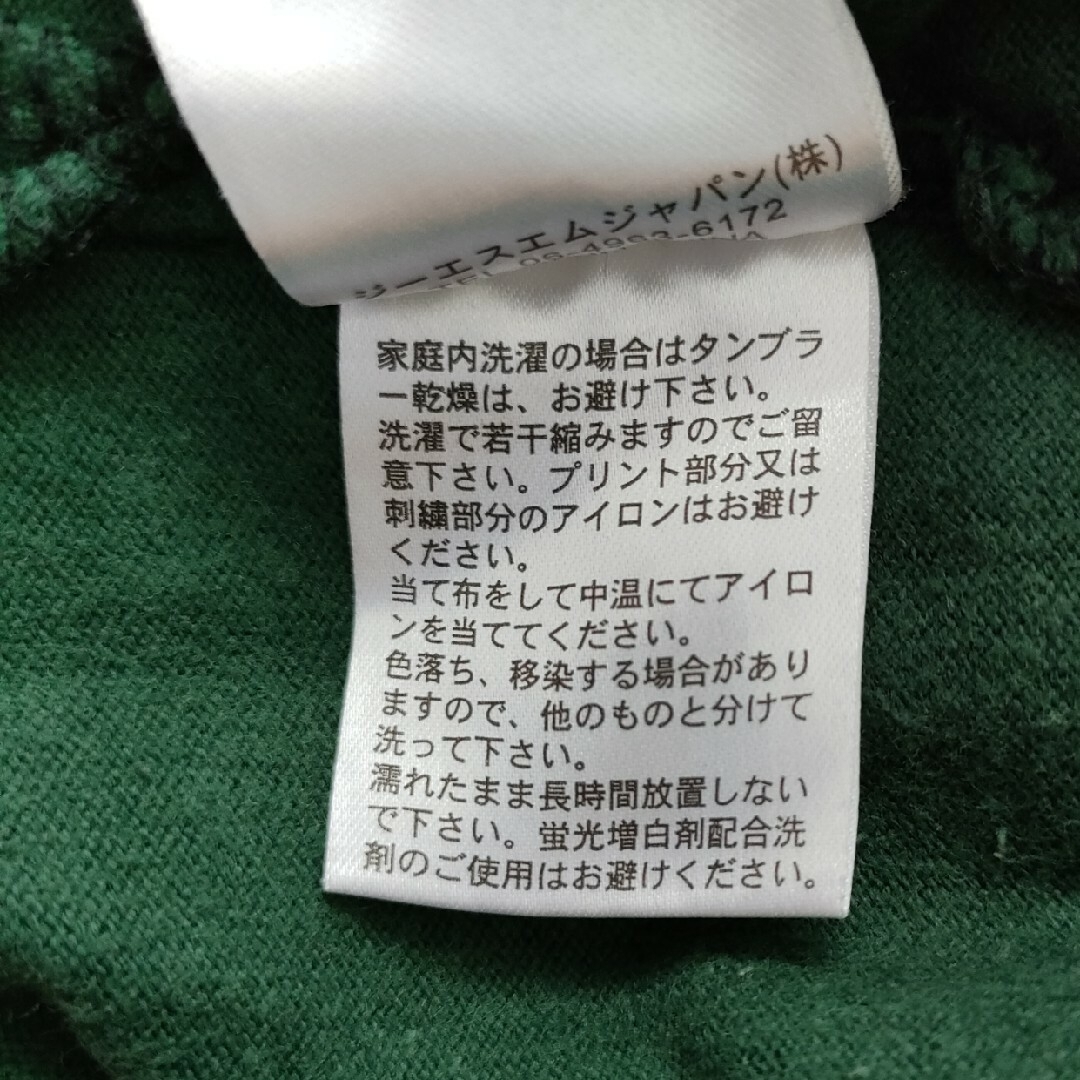 ジーエスエムジャパン(株)
家庭内洗濯の場合はタンブラ
ー乾燥は、お避け下さい。
洗濯で若干縮みますのでご留
意下さい。プリント部分又は
刺繍部分のアイロンはお避け
ください。
当て布をして中温にてアイロ
ンを当ててください。
色落ち、移染する場合があり
ますので、他のものと分けて
洗って下さい。
濡れたまま長時間放置しない
で下さい。蛍光増白剤配合洗
剤のご使用はお避けください。